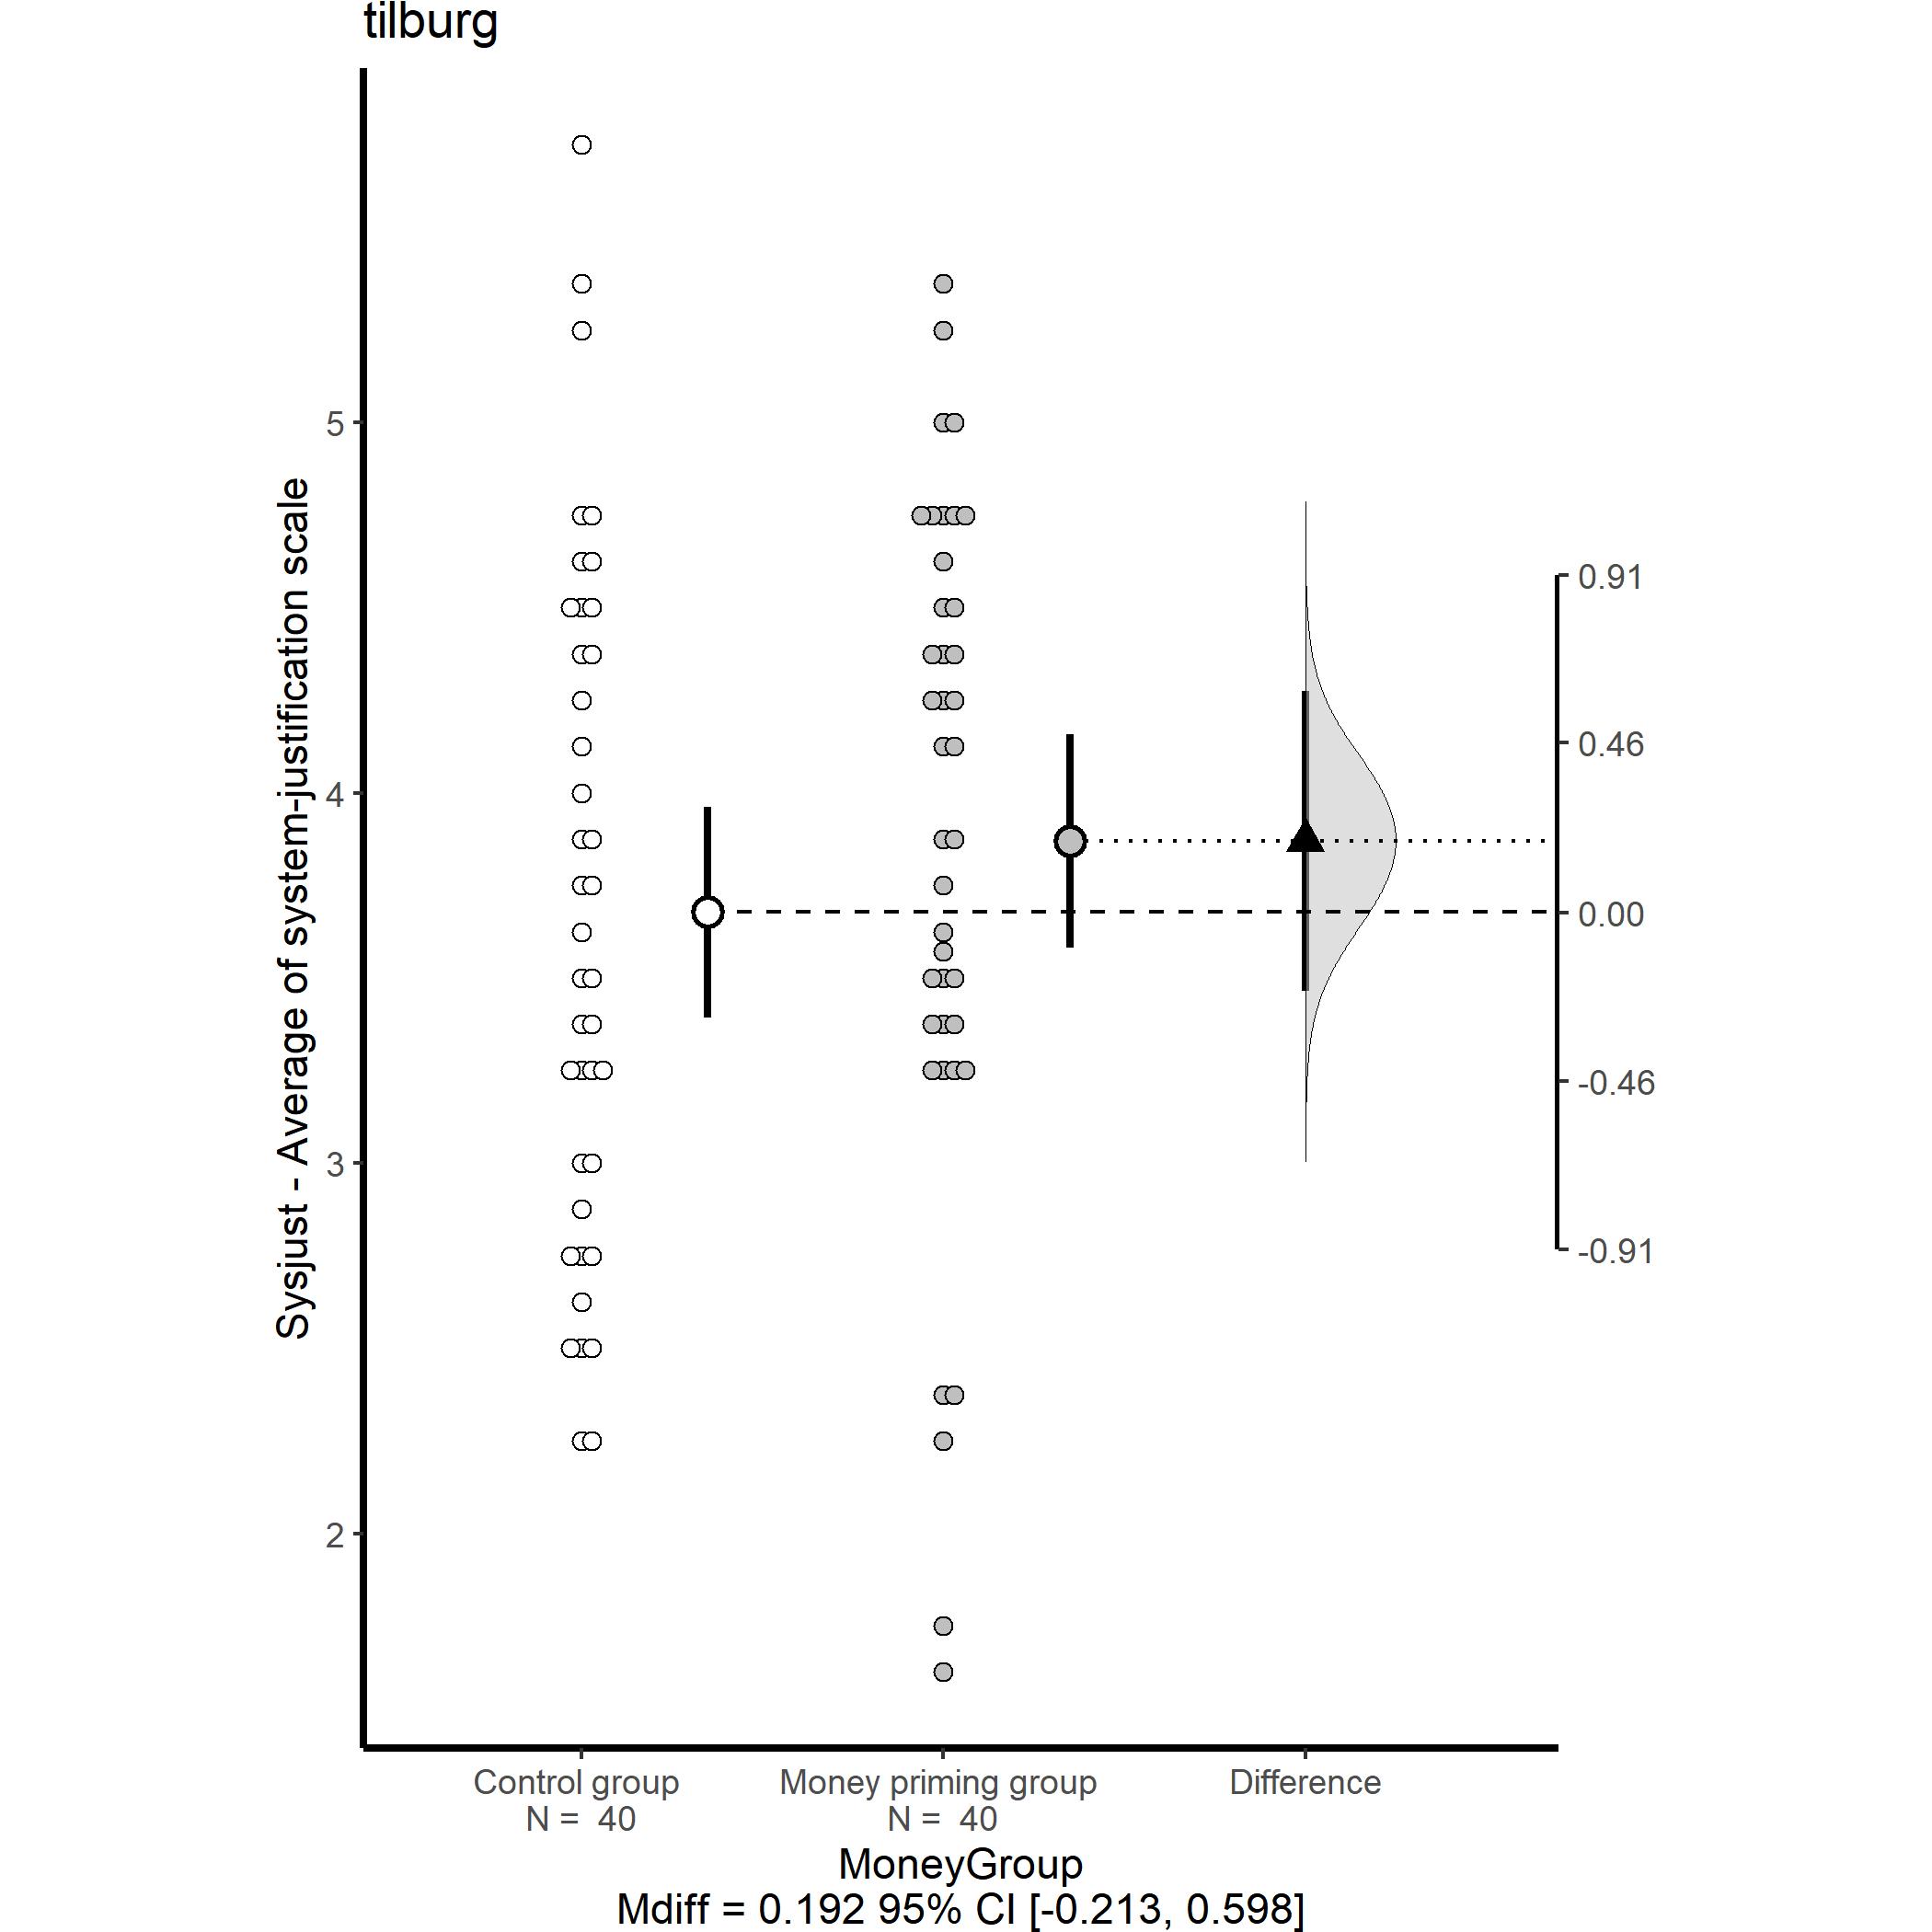 tilburg
Sysjust - Average of system-justification scale
5
4
3
2
0.91
0.46
0.00
-0.46
-0.91
Control group
N =  40
Money priming group
N =  40
Difference
MoneyGroup
Mdiff = 0.192 95% CI [-0.213, 0.598]